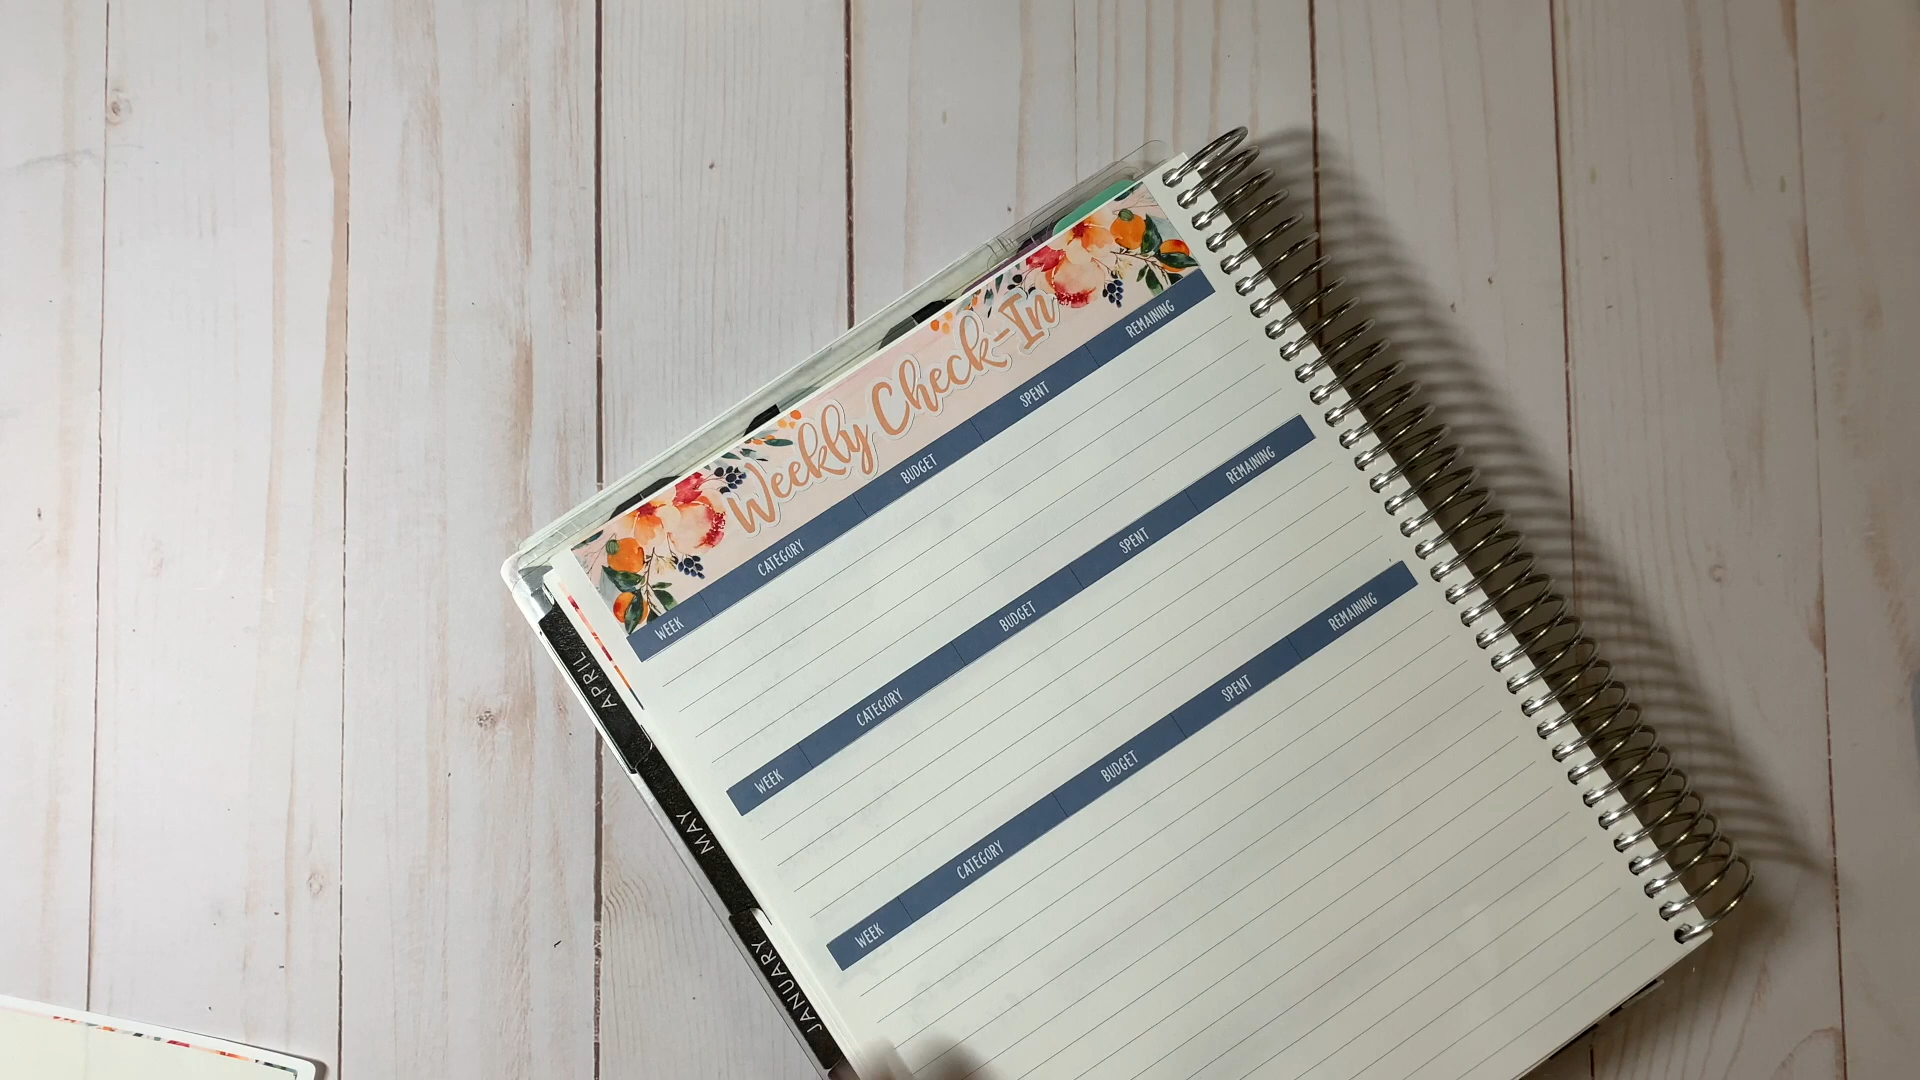 Weekly Check-In
WEEK CATEGORY BUDGET SPENT REMAINING
WEEK CATEGORY BUDGET SPENT REMAINING
WEEK CATEGORY BUDGET SPENT REMAINING
APRIL
MAY
JANUARY